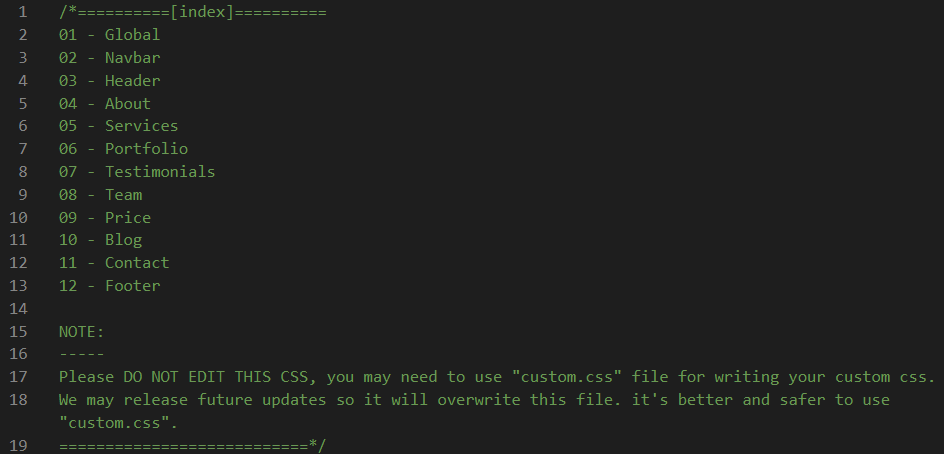 1 /*==========[index]==========
2 01 - Global
3 02 - Navbar
4 03 - Header
5 04 - About
6 05 - Services
7 06 - Portfolio
8 07 - Testimonials
9 08 - Team
10 09 - Price
11 10 - Blog
12 11 - Contact
13 12 - Footer
14
15 NOTE:
16 -----
17 Please DO NOT EDIT THIS CSS, you may need to use "custom.css" file for writing your custom css.
18 We may release future updates so it will overwrite this file. it's better and safer to use
"custom.css".
19 ===========================*/